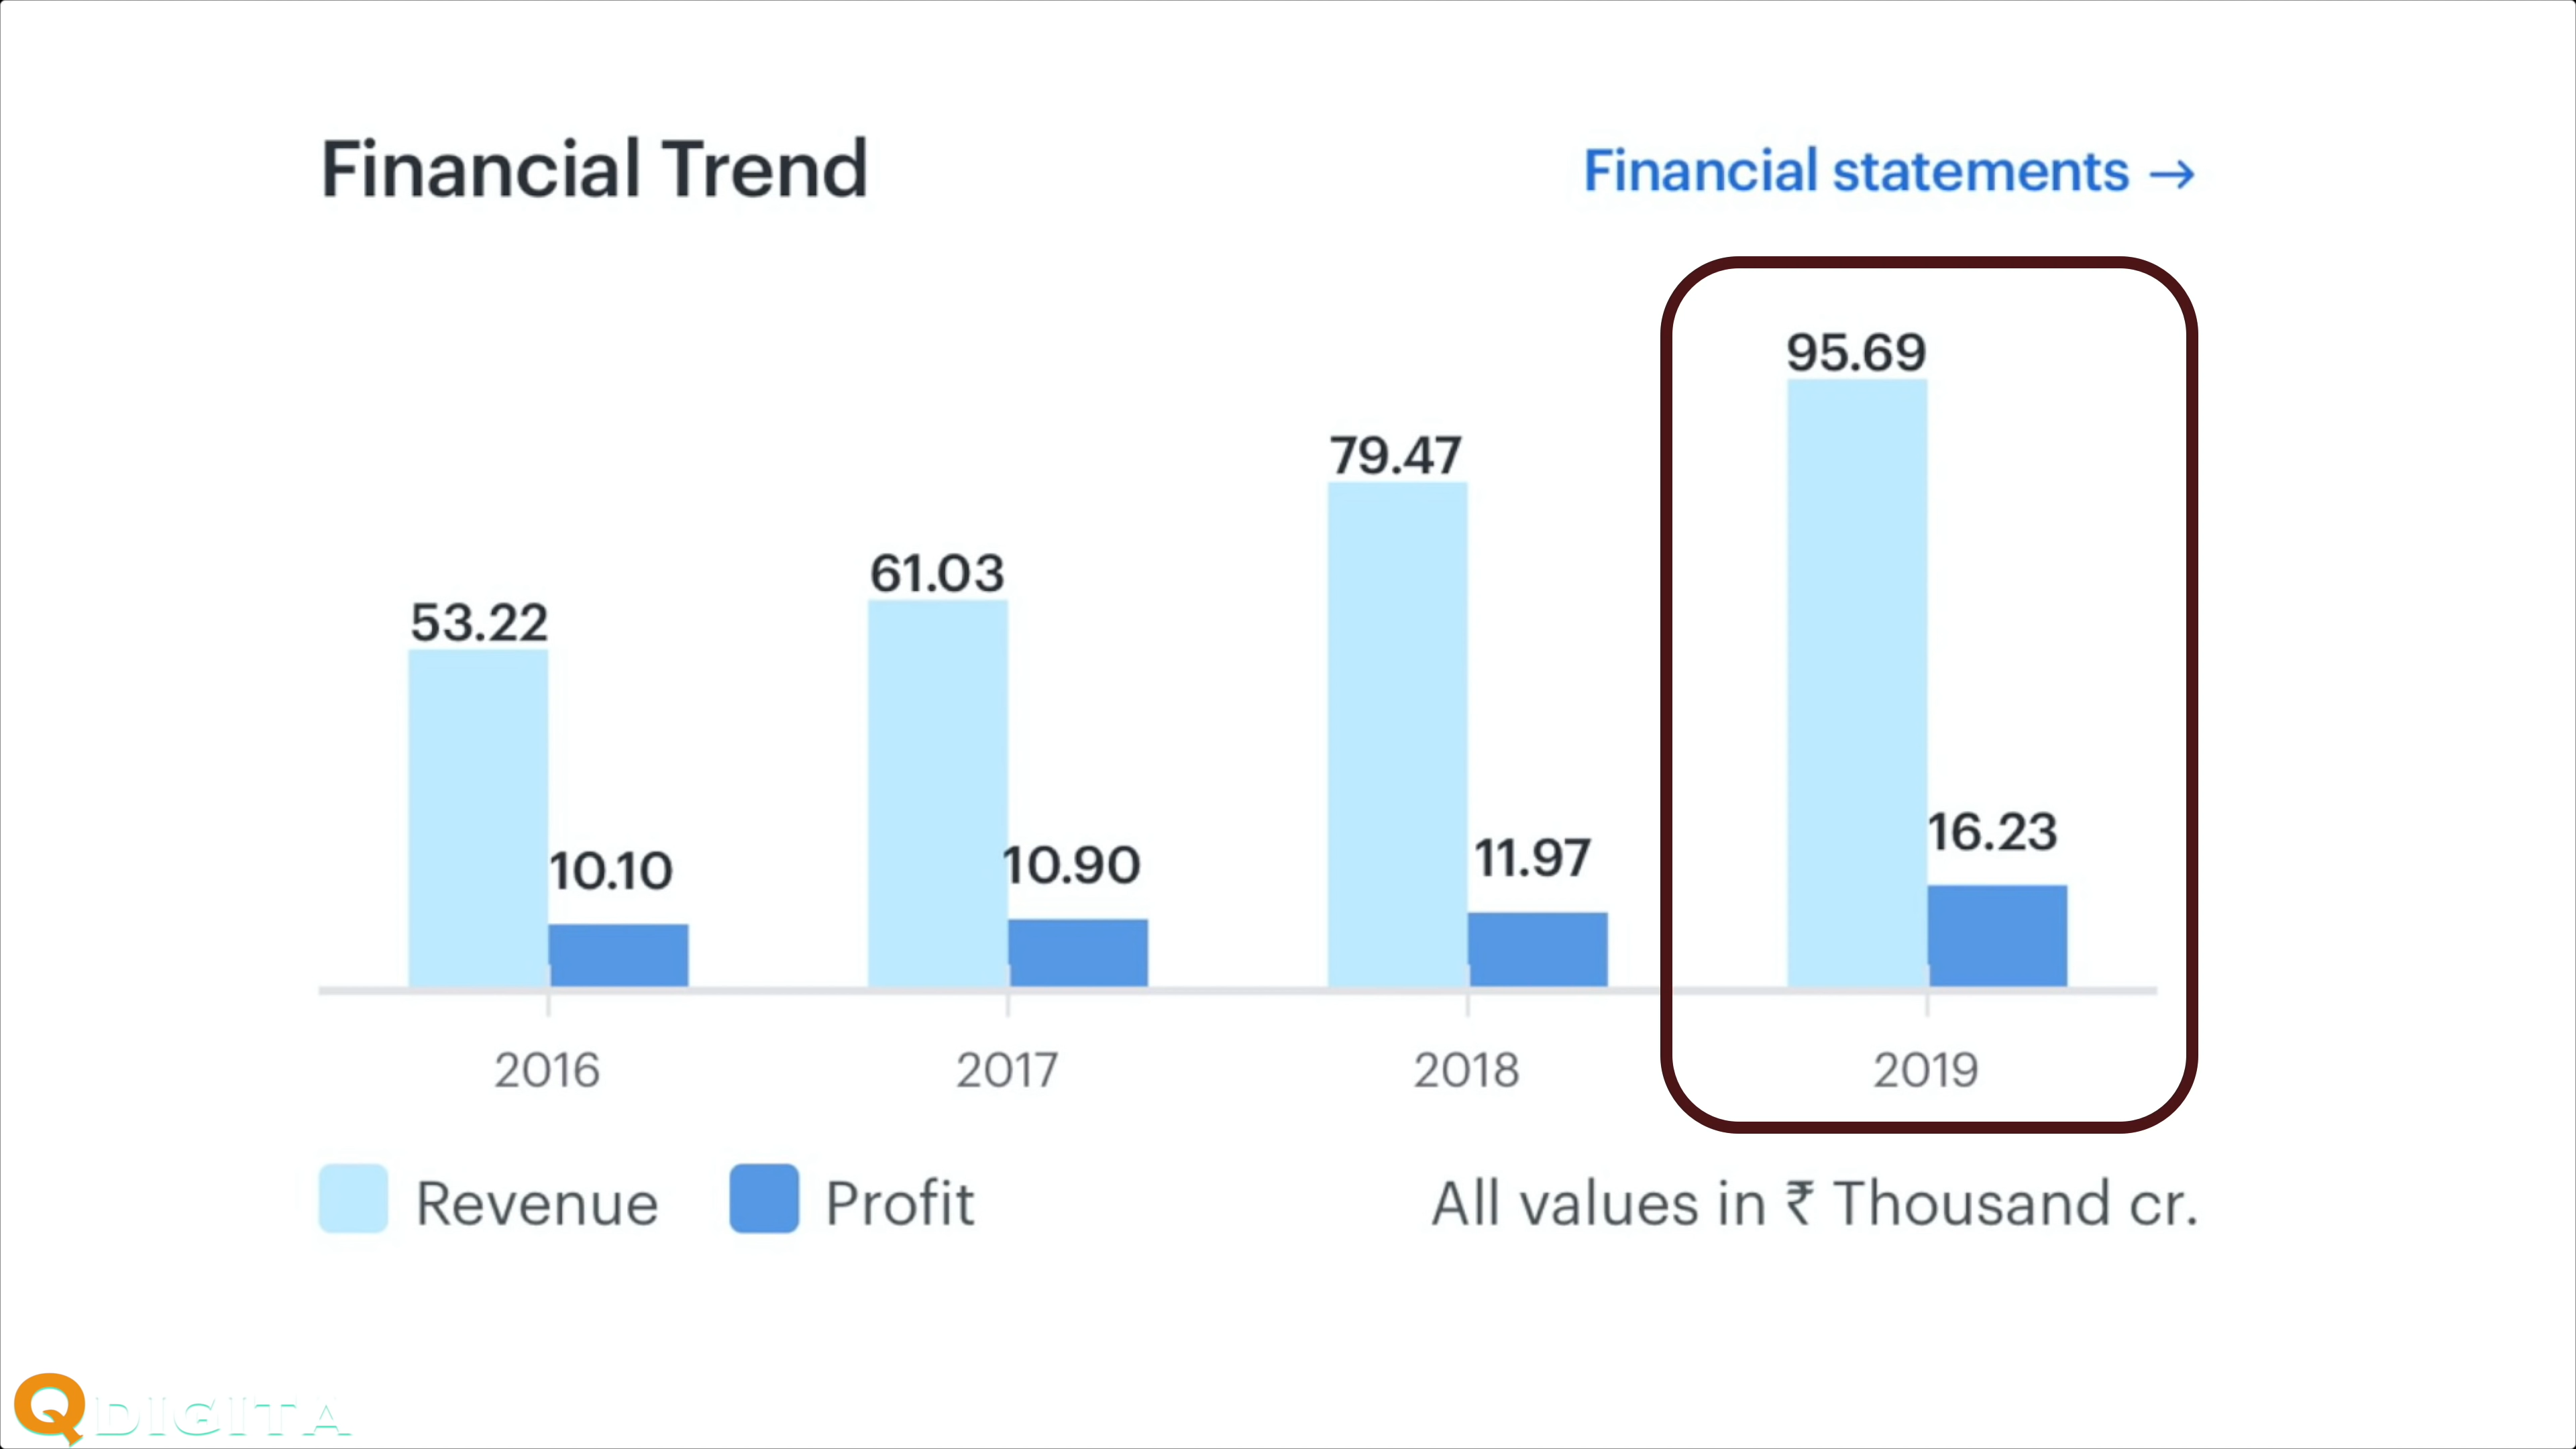 Financial Trend
Financial statements →
95.69
79.47
61.03
53.22
16.23
11.97
10.90
10.10
2016 2017 2018 2019
Revenue Profit
All values in ₹ Thousand cr.
QDIGITA